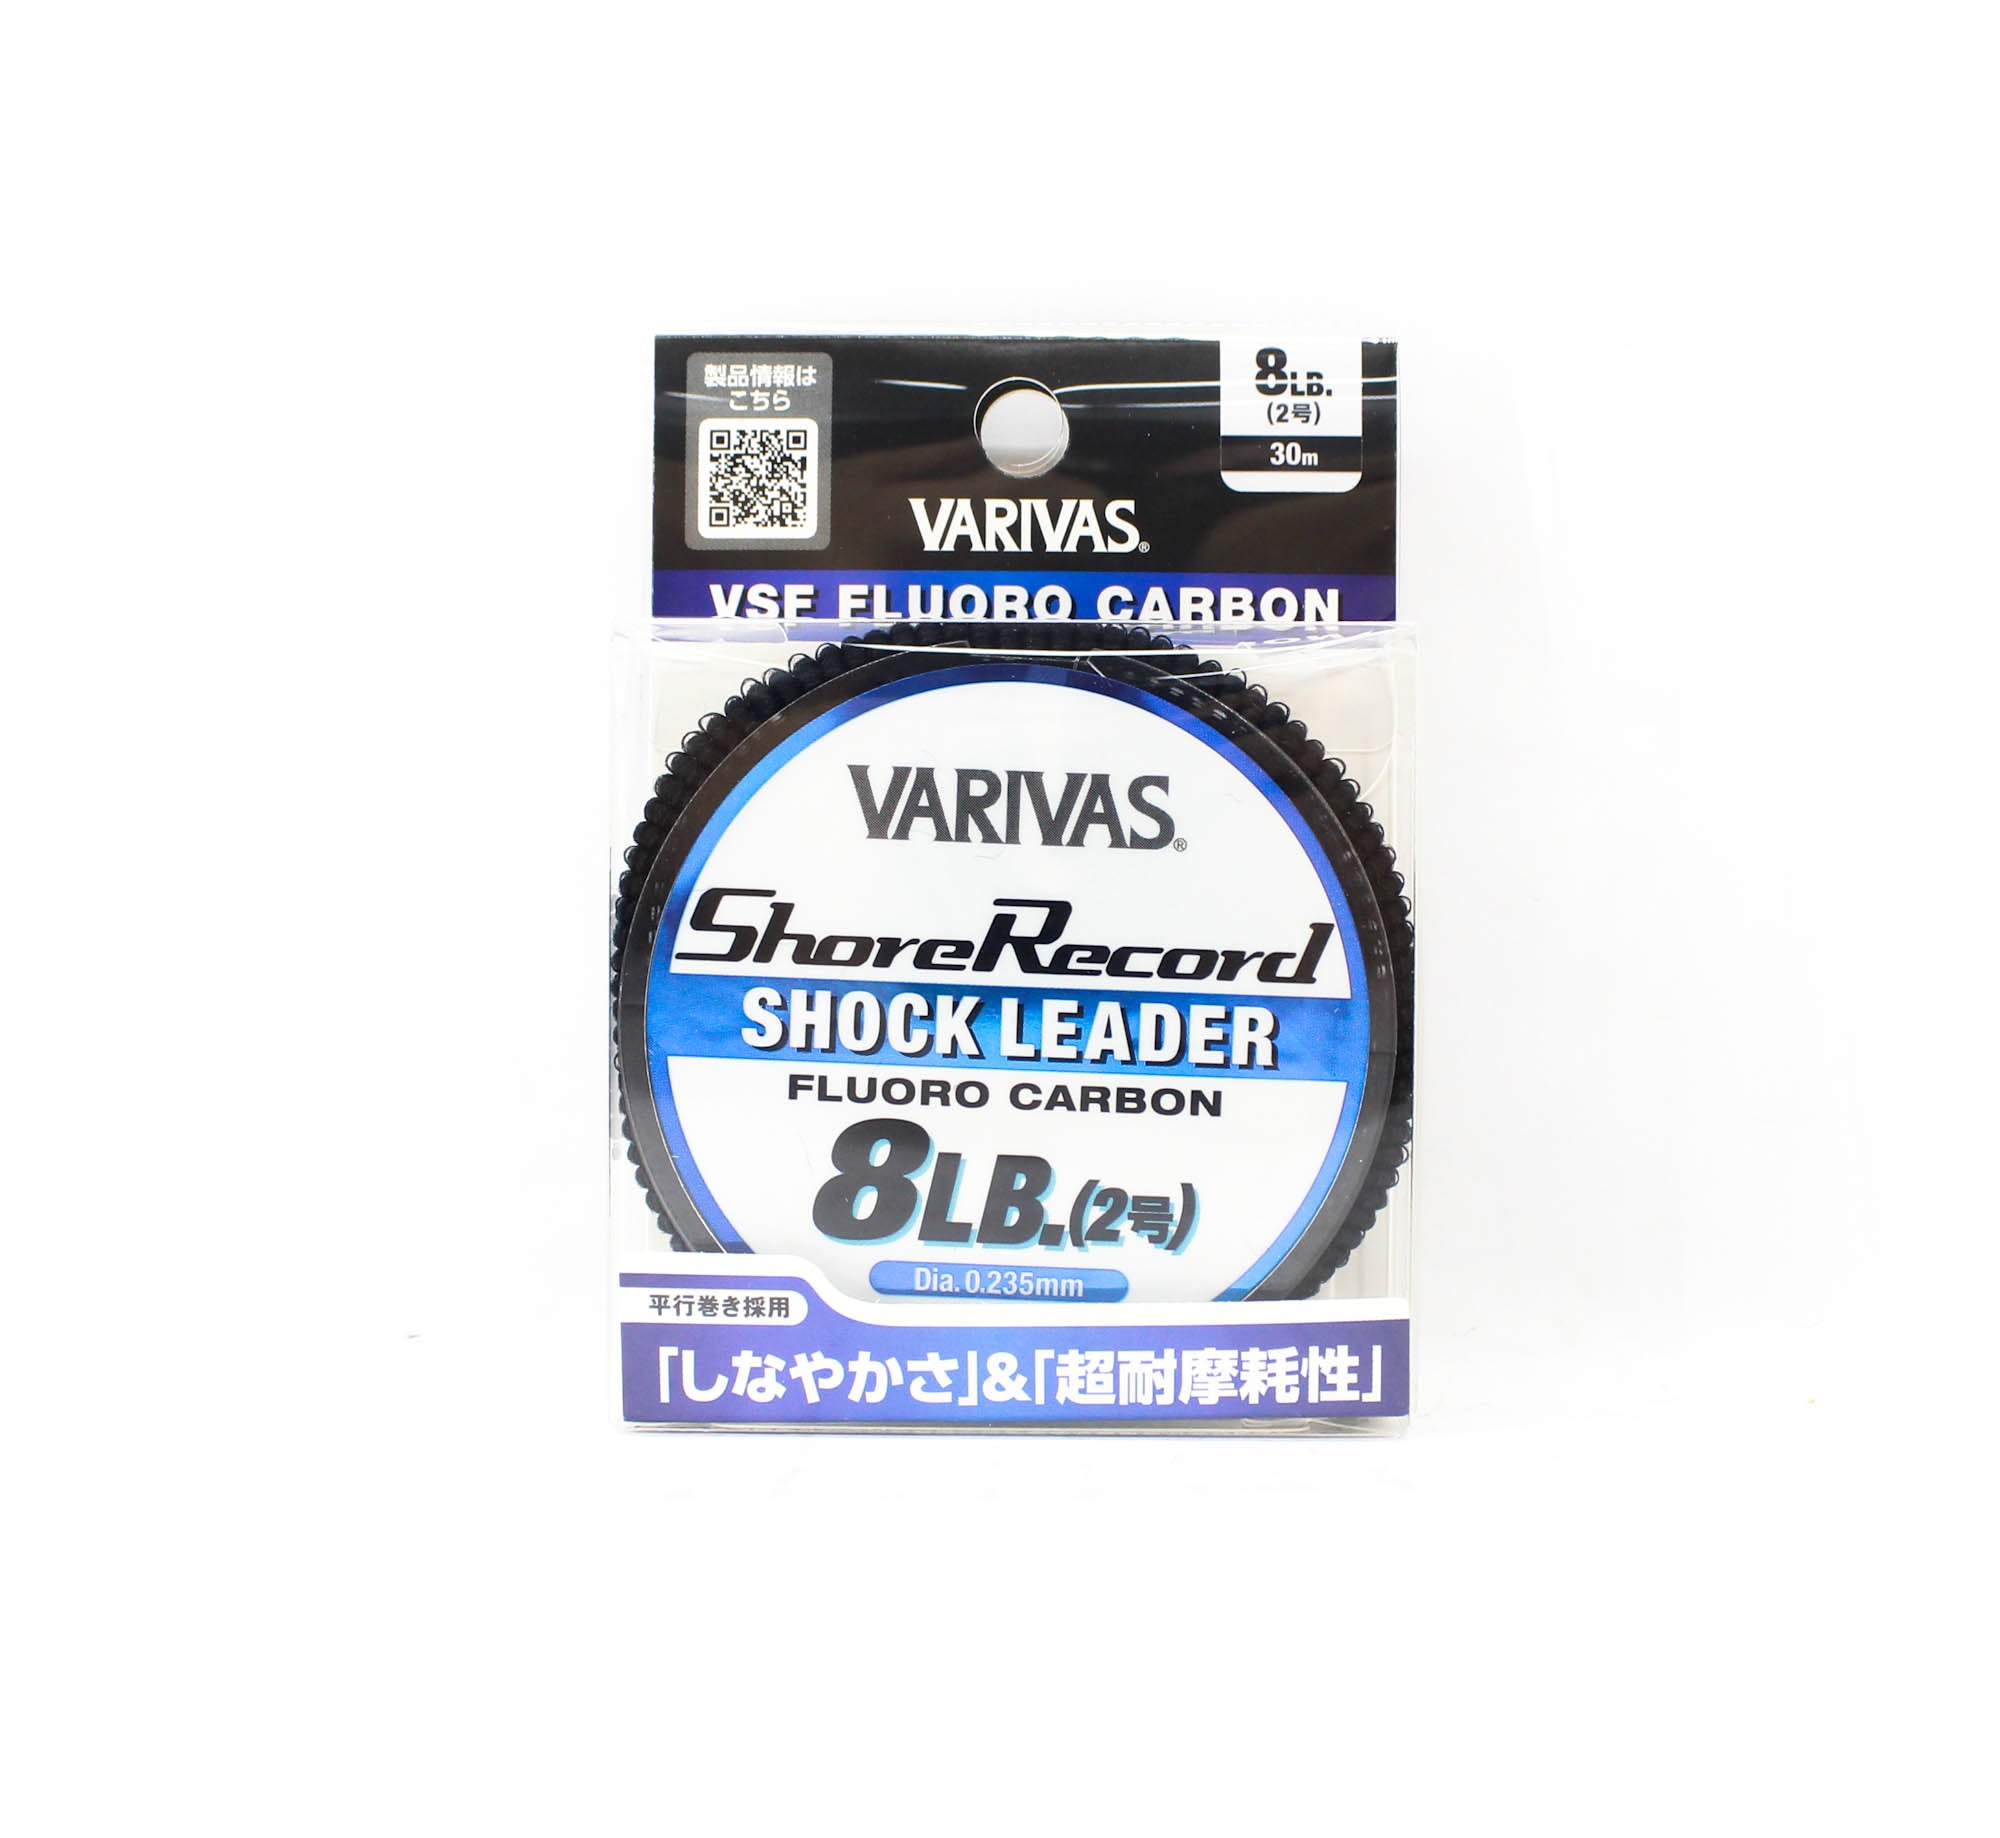 製品情報は
こちら
8LB.
(2号)
30m
VARIVAS®
VSF FLUORO CARBON
VARIVAS®
ShoreRecord
SHOCK LEADER
FLUORO CARBON
8LB.(2号)
Dia. 0.235mm
平行巻き採用
「しなやかさ」&「超耐摩耗性」